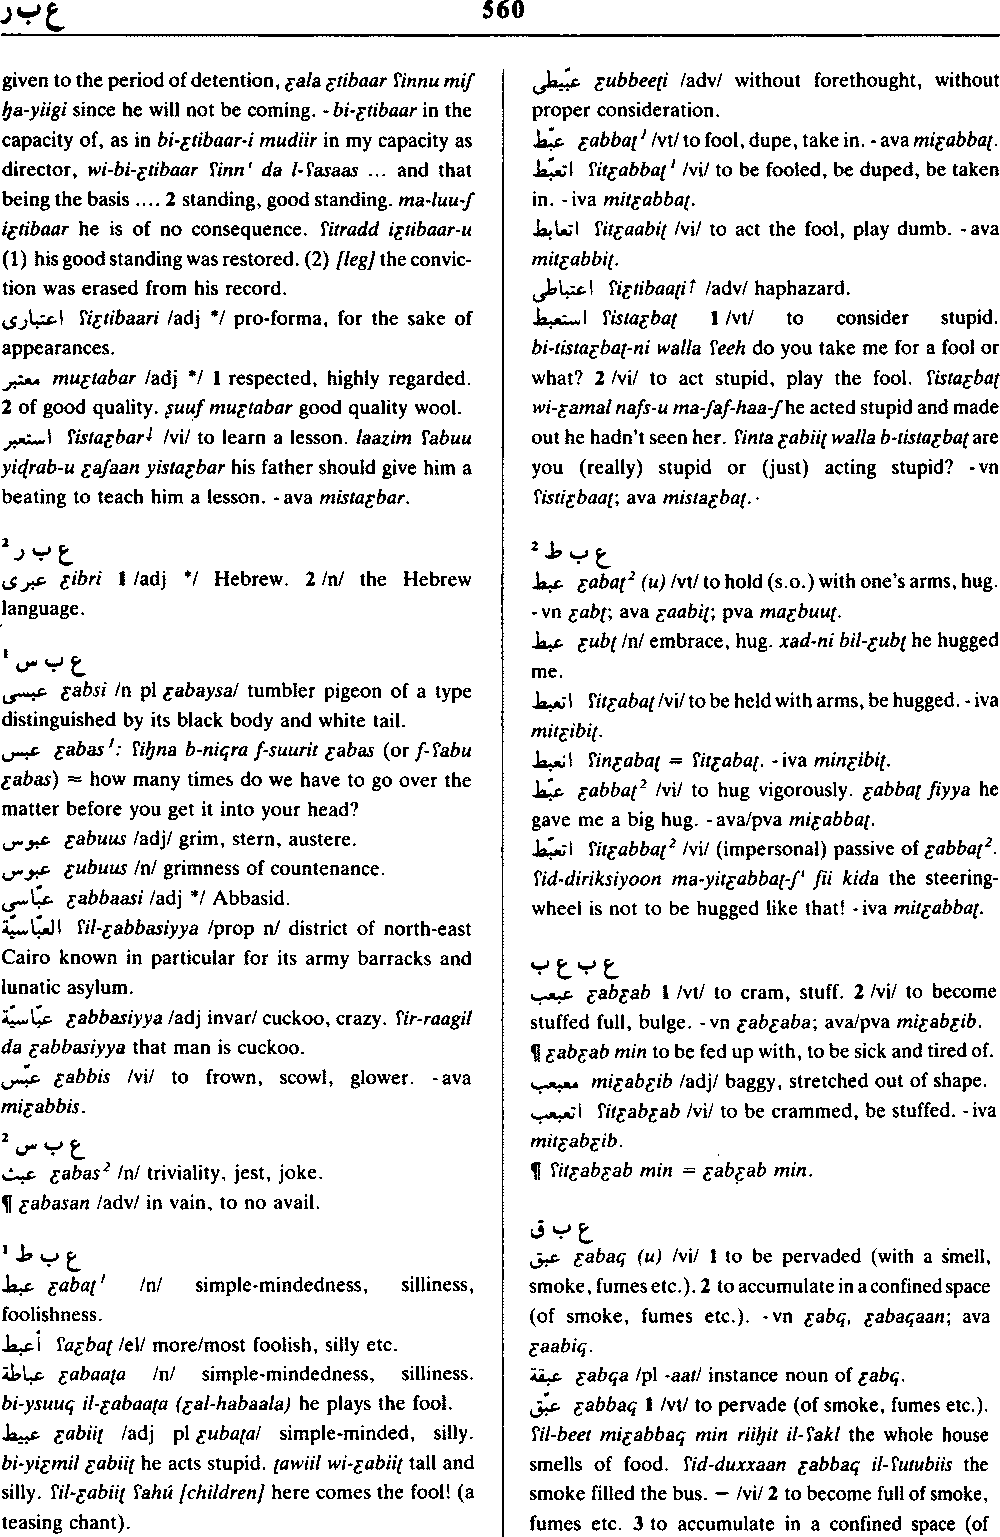 ع ب ر
560
given to the period of detention, ɛala ɛtibaar ʕinnu miʃ
ḥa-yiigi since he will not be coming. - bi-ɛtibaar in the
capacity of, as in bi-ɛtibaar-i mudiir in my capacity as
director, wi-bi-ɛtibaar ʕinnⁱ da l-ʕasaas ... and that
being the basis .... 2 standing, good standing. ma-luu-ʃ
iɛtibaar he is of no consequence. ʕitradd iɛtibaar-u
(1) his good standing was restored. (2) [leg] the convic-
tion was erased from his record.
اعتبارى ʕiɛtibaari /adj */ pro-forma, for the sake of
appearances.
معتبر muɛtabar /adj */ 1 respected, highly regarded.
2 of good quality. ṣuuf muɛtabar good quality wool.
استعبر ʕistaɛbar↓ /vi/ to learn a lesson. laazim ʕabuu
yiḍrab-u ɛaʃaan yistaɛbar his father should give him a
beating to teach him a lesson. - ava mistaɛbar.
ع ب ر ²
عبرى ɛibri 1 /adj */ Hebrew. 2 /n/ the Hebrew
language.
ع ب س ¹
عبسى ɛabsi /n pl ɛabaysa/ tumbler pigeon of a type
distinguished by its black body and white tail.
عبس ɛabas¹: ʕiḥna b-niqra f-suurit ɛabas (or f-ʕabu
ɛabas) ≈ how many times do we have to go over the
matter before you get it into your head?
عبوس ɛabuus /adj/ grim, stern, austere.
عبوس ɛubuus /n/ grimness of countenance.
عبّاسى ɛabbaasi /adj */ Abbasid.
العبّاسيّة ʕil-ɛabbasiyya /prop n/ district of north-east
Cairo known in particular for its army barracks and
lunatic asylum.
عبّاسيّة ɛabbasiyya /adj invar/ cuckoo, crazy. ʕir-raagil
da ɛabbasiyya that man is cuckoo.
عبّس ɛabbis /vi/ to frown, scowl, glower. - ava
miɛabbis.
ع ب س ²
عبث ɛabas² /n/ triviality, jest, joke.
¶ ɛabasan /adv/ in vain, to no avail.
ع ب ط ¹
عبط ɛabaṭ¹ /n/ simple-mindedness, silliness,
foolishness.
أعبط ʕaɛbaṭ /el/ more/most foolish, silly etc.
عباطة ɛabaaṭa /n/ simple-mindedness, silliness.
bi-ysuuq il-ɛabaaṭa (ɛal-habaala) he plays the fool.
عبيط ɛabiiṭ /adj pl ɛubaṭa/ simple-minded, silly.
bi-yiɛmil ɛabiiṭ he acts stupid. ṭawiil wi-ɛabiiṭ tall and
silly. ʕil-ɛabiiṭ ʕahú [children] here comes the fool! (a
teasing chant).
عبّيطى ɛubbeeṭi /adv/ without forethought, without
proper consideration.
عبّط ɛabbaṭ¹ /vt/ to fool, dupe, take in. - ava miɛabbaṭ.
اتعبّط ʕitɛabbaṭ¹ /vi/ to be fooled, be duped, be taken
in. - iva mitɛabbaṭ.
اتعابط ʕitɛaabiṭ /vi/ to act the fool, play dumb. - ava
mitɛabbiṭ.
اعتباطى ʕiɛtibaaṭi↑ /adv/ haphazard.
استعبط ʕistaɛbaṭ 1 /vt/ to consider stupid.
bi-tistaɛbaṭ-ni walla ʕeeh do you take me for a fool or
what? 2 /vi/ to act stupid, play the fool. ʕistaɛbaṭ
wi-ɛamal nafs-u ma-ʃaf-haa-ʃ he acted stupid and made
out he hadn't seen her. ʕinta ɛabiiṭ walla b-tistaɛbaṭ are
you (really) stupid or (just) acting stupid? - vn
ʕistiɛbaaṭ; ava mistaɛbaṭ.
ع ب ط ²
عبط ɛabaṭ² (u) /vt/ to hold (s.o.) with one's arms, hug.
- vn ɛabṭ; ava ɛaabiṭ; pva maɛbuuṭ.
عبط ɛubṭ /n/ embrace, hug. xad-ni bil-ɛubṭ he hugged
me.
اتعبط ʕitɛabaṭ /vi/ to be held with arms, be hugged. - iva
mitɛibiṭ.
انعبط ʕinɛabaṭ = ʕitɛabaṭ. - iva minɛibiṭ.
عبّط ɛabbaṭ² /vi/ to hug vigorously. ɛabbaṭ fiyya he
gave me a big hug. - ava/pva miɛabbaṭ.
اتعبّط ʕitɛabbaṭ² /vi/ (impersonal) passive of ɛabbaṭ².
ʕid-diriksiyoon ma-yitɛabbaṭ-ʃⁱ fii kida the steering-
wheel is not to be hugged like that! - iva mitɛabbaṭ.
ع ب ع ب
عبعب ɛabɛab 1 /vt/ to cram, stuff. 2 /vi/ to become
stuffed full, bulge. - vn ɛabɛaba; ava/pva miɛabɛib.
¶ ɛabɛab min to be fed up with, to be sick and tired of.
معبعب miɛabɛib /adj/ baggy, stretched out of shape.
اتعبعب ʕitɛabɛab /vi/ to be crammed, be stuffed. - iva
mitɛabɛib.
¶ ʕitɛabɛab min = ɛabɛab min.
ع ب ق
عبق ɛabaq (u) /vi/ 1 to be pervaded (with a smell,
smoke, fumes etc.). 2 to accumulate in a confined space
(of smoke, fumes etc.). - vn ɛabq, ɛabaqaan; ava
ɛaabiq.
عبقة ɛabqa /pl -aat/ instance noun of ɛabq.
عبّق ɛabbaq 1 /vt/ to pervade (of smoke, fumes etc.).
ʕil-beet miɛabbaq min riiḥit il-ʕakl the whole house
smells of food. ʕid-duxxaan ɛabbaq il-ʕutubiis the
smoke filled the bus. — /vi/ 2 to become full of smoke,
fumes etc. 3 to accumulate in a confined space (of